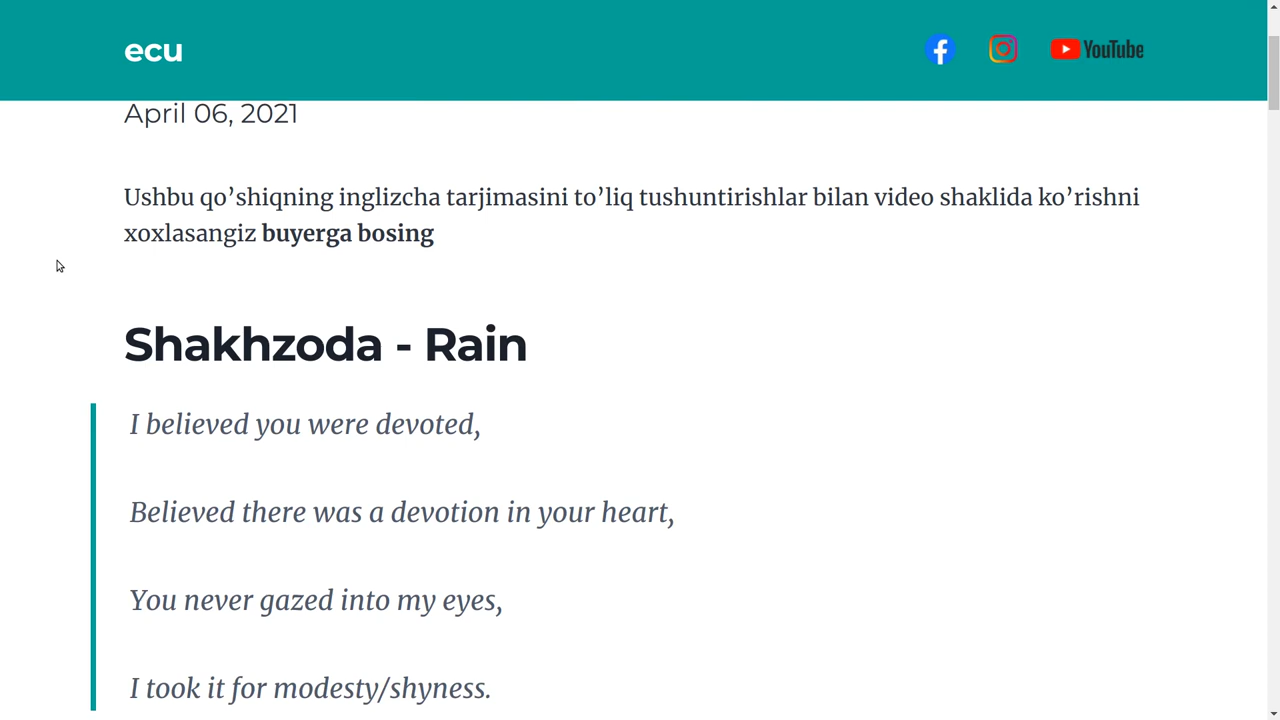 ecu
YouTube
April 06, 2021
Ushbu qo’shiqning inglizcha tarjimasini to’liq tushuntirishlar bilan video shaklida ko’rishni
xoxlasangiz buyerga bosing
Shakhzoda - Rain
I believed you were devoted,
Believed there was a devotion in your heart,
You never gazed into my eyes,
I took it for modesty/shyness.